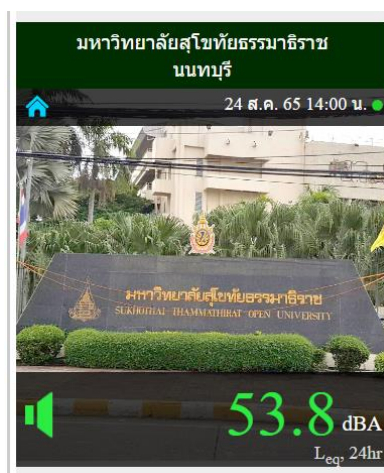 มหาวิทยาลัยสุโขทัยธรรมาธิราช
นนทบุรี
24 ส.ค. 65 14:00 น.
มหาวิทยาลัยสุโขทัยธรรมาธิราช
SUKHOTHAI THAMMATHIRAT OPEN UNIVERSITY
53.8 dBA
Leq, 24hr